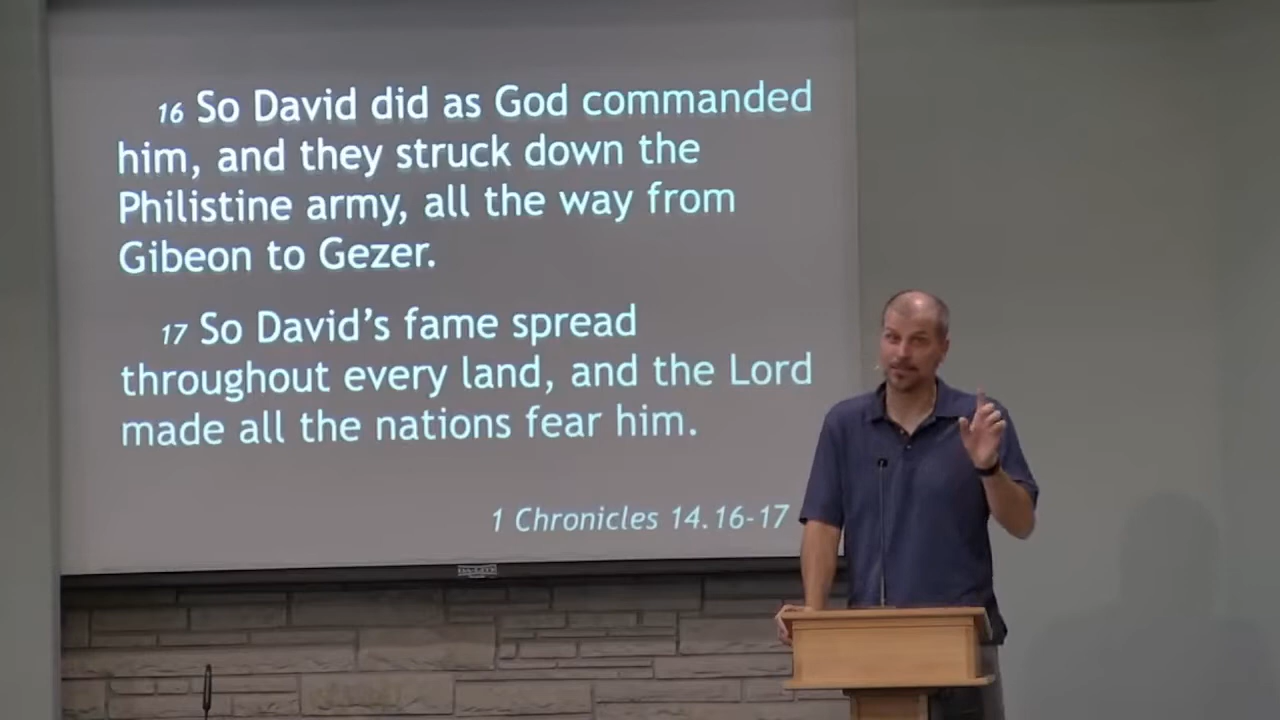 16 So David did as God commanded
him, and they struck down the
Philistine army, all the way from
Gibeon to Gezer.
17 So David's fame spread
throughout every land, and the Lord
made all the nations fear him.
1 Chronicles 14.16-17